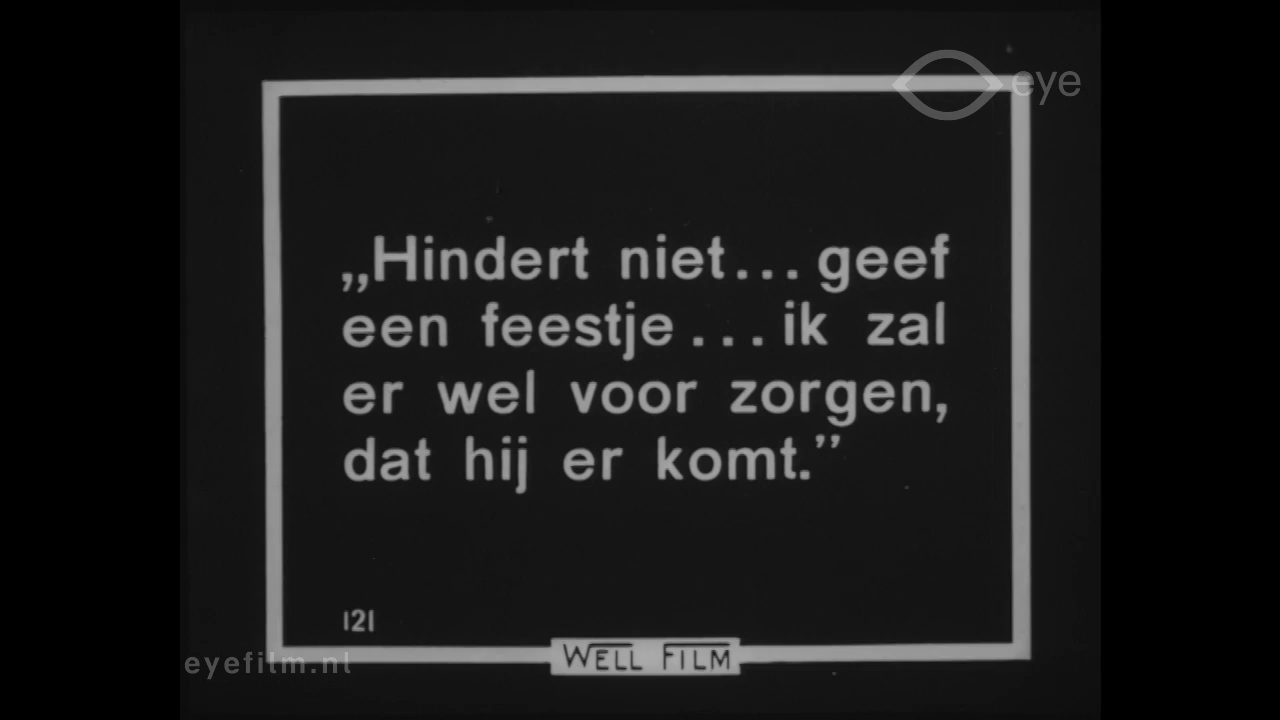 eye
„Hindert niet... geef
een feestje... ik zal
er wel voor zorgen,
dat hij er komt.”
121
WELL FILM
eyefilm.nl